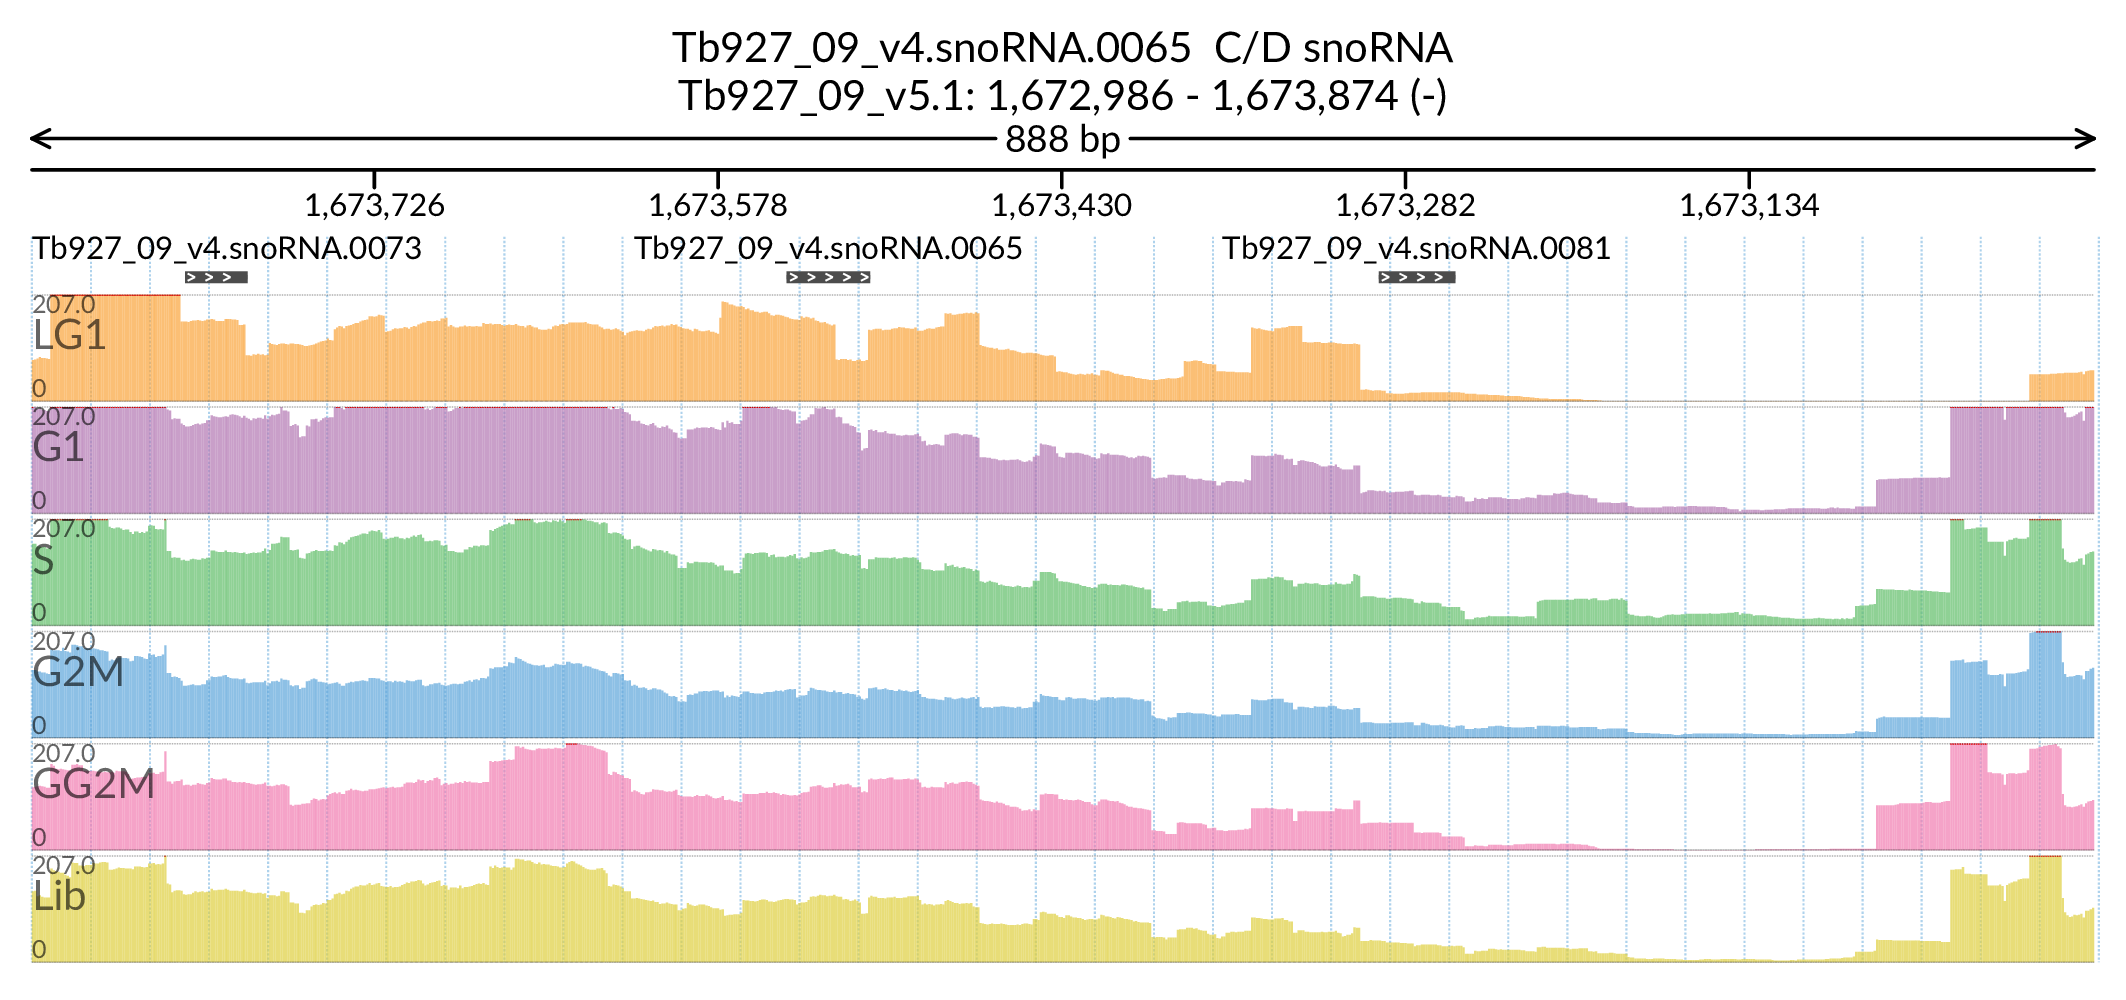 Tb927_09_v4.snoRNA.0065 C/D snoRNA
Tb927_09_v5.1: 1,672,986 - 1,673,874 (-)
888 bp
1,673,726 1,673,578 1,673,430 1,673,282 1,673,134
Tb927_09_v4.snoRNA.0073 Tb927_09_v4.snoRNA.0065 Tb927_09_v4.snoRNA.0081
207.0
LG1
0
207.0
G1
0
207.0
S
0
207.0
G2M
0
207.0
GG2M
0
207.0
Lib
0